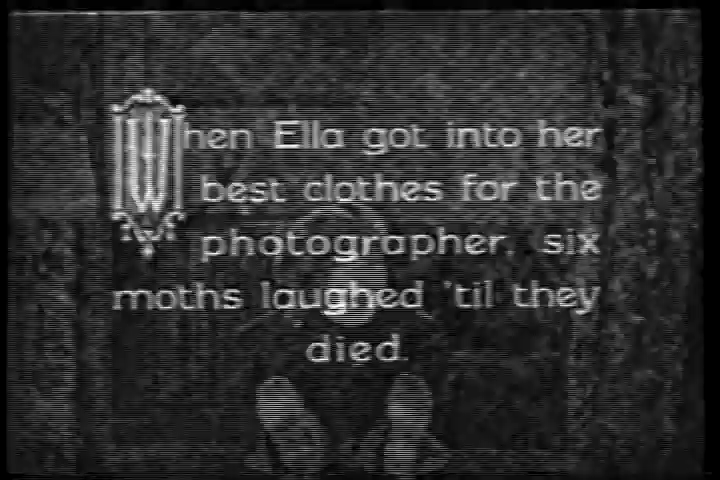 When Ella got into her
best clothes for the
photographer, six
moths laughed 'til they
died.